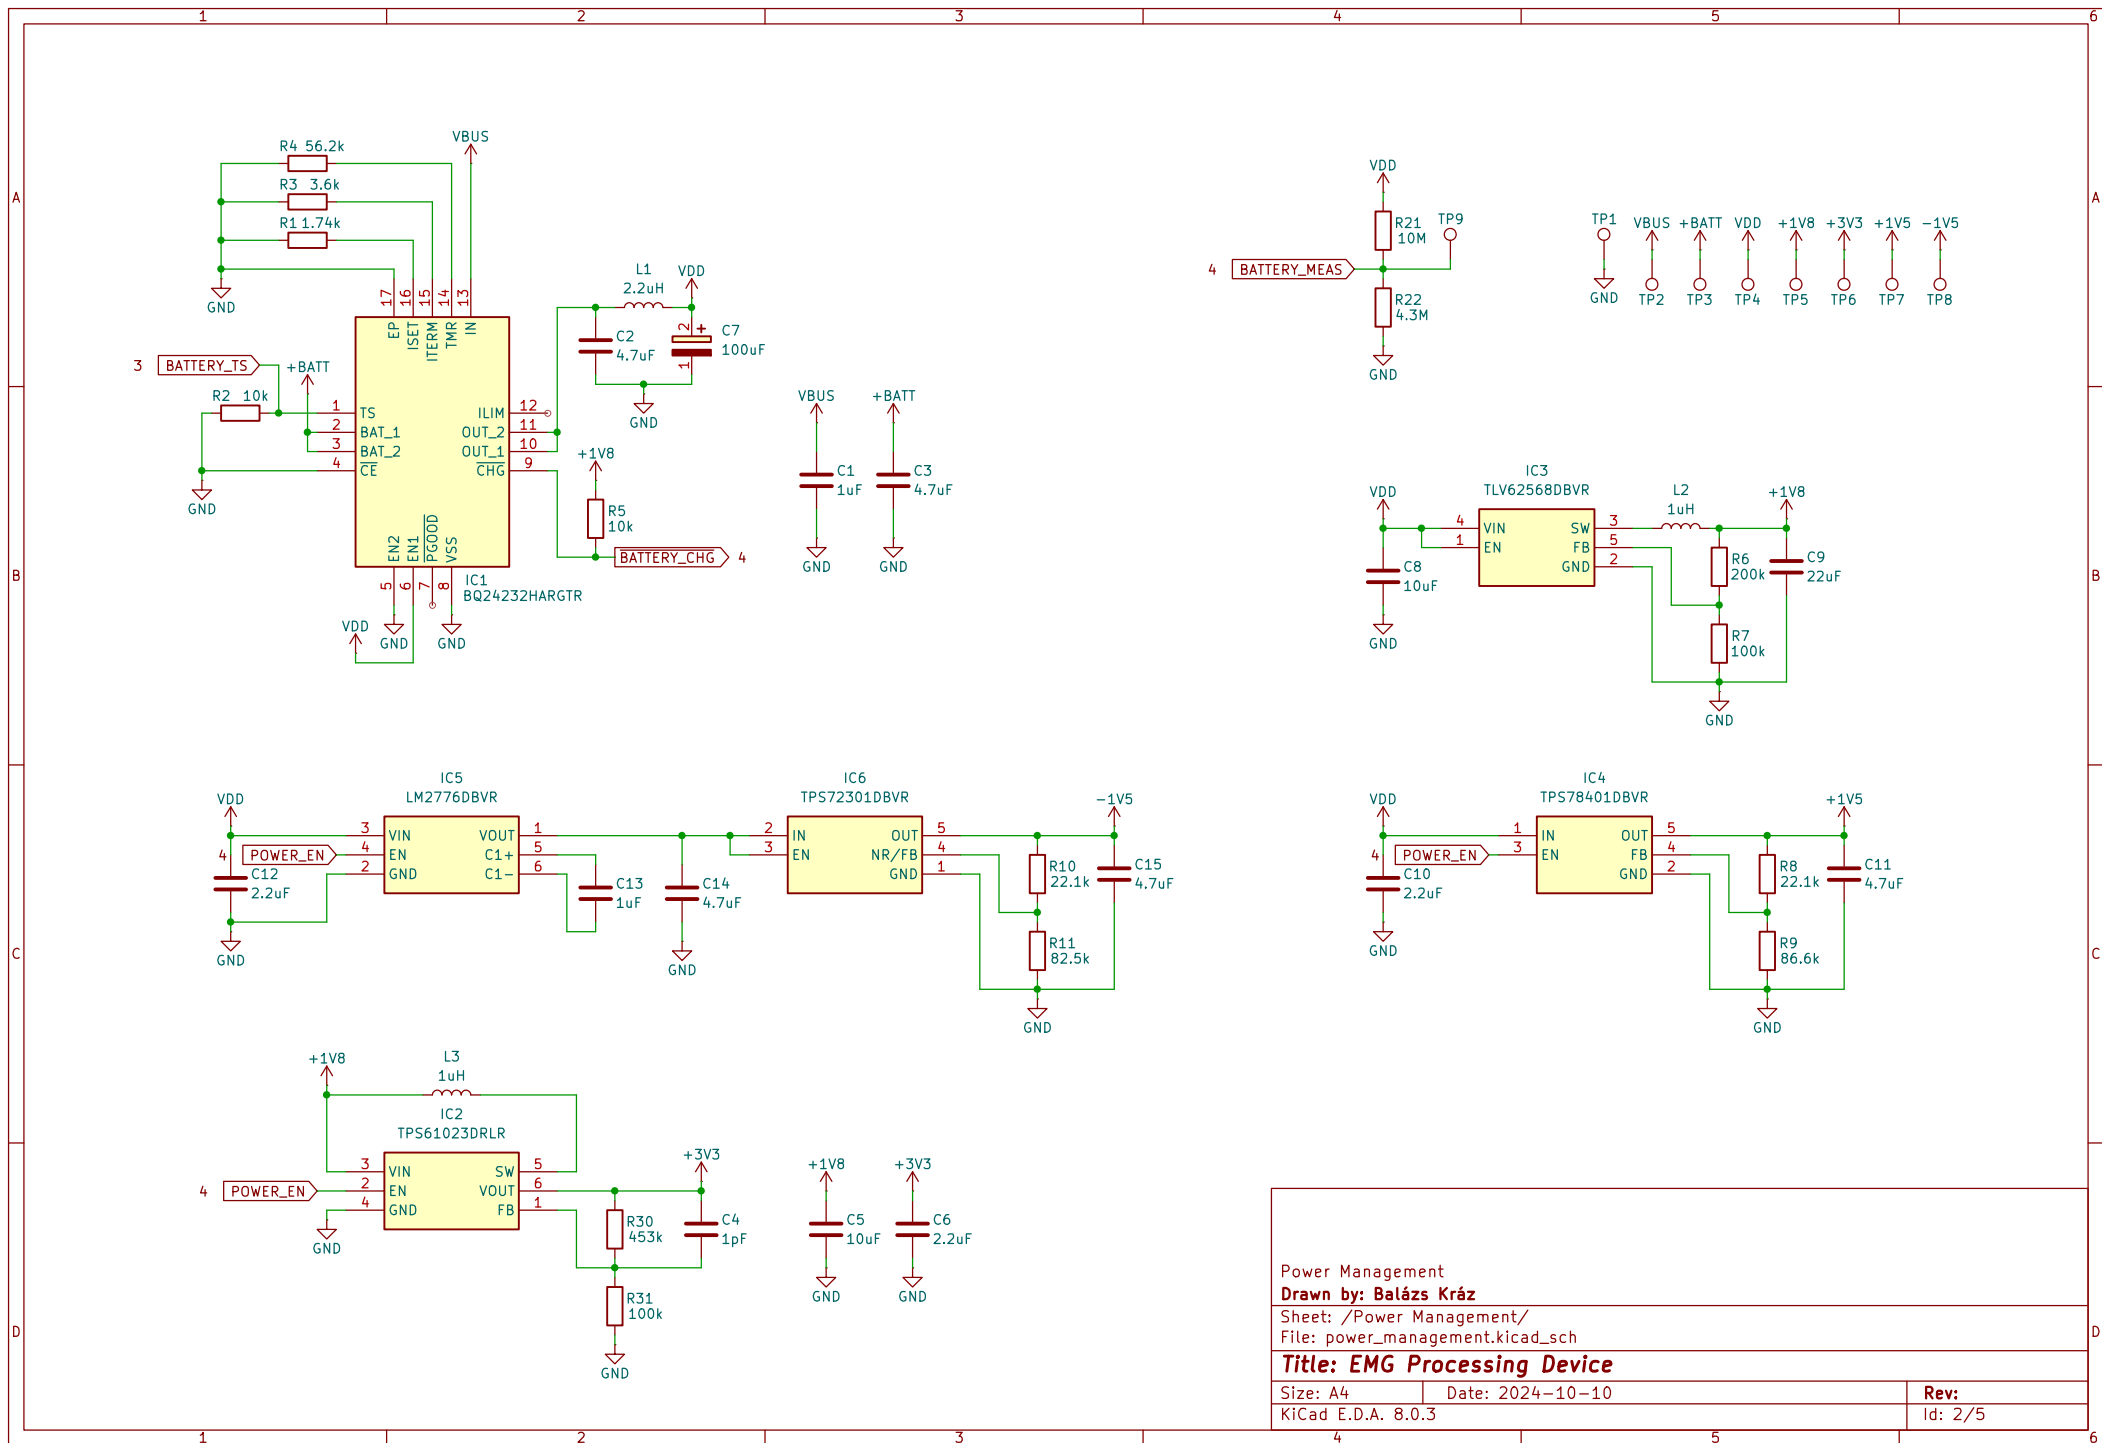 1 2 3 4 5 6
A
B
C
D
A
B
C
D
1 2 3 4 5 6
R4 56.2k
R3 3.6k
R1 1.74k
GND
VBUS
17 16 15 14 13
EP ISET ITERM TMR IN
L1
2.2uH
VDD
C2
4.7uF
2 +
1
C7
100uF
GND
3 BATTERY_TS
+BATT
R2 10k
1 TS
2 BAT_1
3 BAT_2
4 CE
GND
ILIM 12
OUT_2 11
OUT_1 10
CHG 9
+1V8
R5
10k
BATTERY_CHG 4
EN2 EN1 PGOOD VSS
5 6 7 8
IC1
BQ24232HARGTR
VDD
GND
GND
VBUS
C1
1uF
GND
+BATT
C3
4.7uF
GND
VDD
R21
10M
TP9
4 BATTERY_MEAS
R22
4.3M
GND
TP1
GND
VBUS +BATT VDD +1V8 +3V3 +1V5 -1V5
TP2 TP3 TP4 TP5 TP6 TP7 TP8
IC3
TLV62568DBVR
VDD
C8
10uF
GND
4 VIN
1 EN
SW 3
FB 5
GND 2
L2
1uH
+1V8
R6
200k
C9
22uF
R7
100k
GND
IC5
LM2776DBVR
VDD
4 POWER_EN
C12
2.2uF
GND
3 VIN
4 EN
2 GND
VOUT 1
C1+ 5
C1- 6
C13
1uF
C14
4.7uF
GND
IC6
TPS72301DBVR
2 IN
3 EN
OUT 5
NR/FB 4
GND 1
-1V5
R10
22.1k
C15
4.7uF
R11
82.5k
GND
IC4
TPS78401DBVR
VDD
4 POWER_EN
C10
2.2uF
GND
1 IN
3 EN
OUT 5
FB 4
GND 2
+1V5
R8
22.1k
C11
4.7uF
R9
86.6k
GND
+1V8
L3
1uH
IC2
TPS61023DRLR
4 POWER_EN
GND
3 VIN
2 EN
4 GND
SW 5
VOUT 6
FB 1
+3V3
R30
453k
C4
1pF
R31
100k
GND
+1V8
C5
10uF
GND
+3V3
C6
2.2uF
GND
Power Management
Drawn by: Balázs Kráz
Sheet: /Power Management/
File: power_management.kicad_sch
Title: EMG Processing Device
Size: A4 Date: 2024-10-10 Rev:
KiCad E.D.A. 8.0.3 Id: 2/5